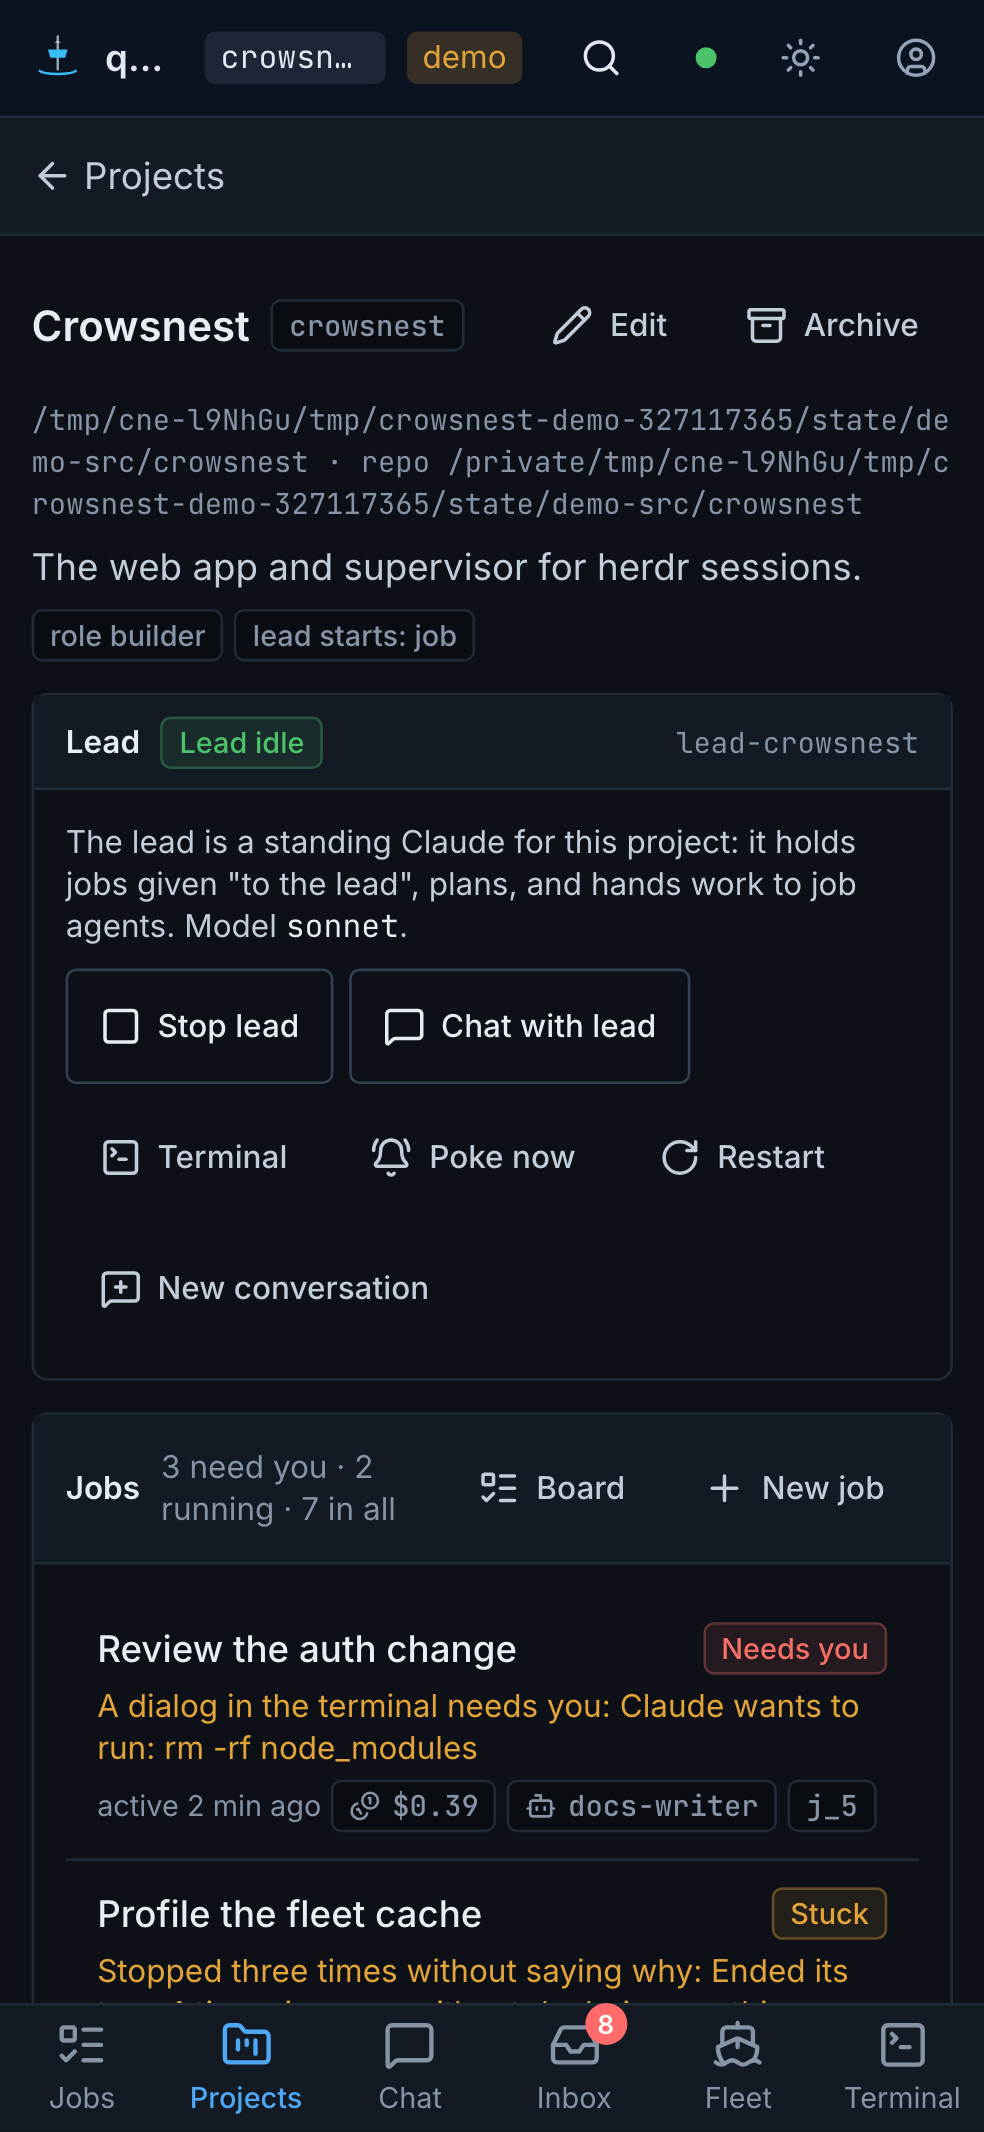 q...
crowsn...
demo
Projects
Crowsnest
crowsnest
Edit
Archive
/tmp/cne-l9NhGu/tmp/crowsnest-demo-327117365/state/de
mo-src/crowsnest · repo /private/tmp/cne-l9NhGu/tmp/c
rowsnest-demo-327117365/state/demo-src/crowsnest
The web app and supervisor for herdr sessions.
role builder
lead starts: job
Lead
Lead idle
lead-crowsnest
The lead is a standing Claude for this project: it holds
jobs given "to the lead", plans, and hands work to job
agents. Model sonnet.
Stop lead
Chat with lead
Terminal
Poke now
Restart
New conversation
Jobs
3 need you · 2
running · 7 in all
Board
New job
Review the auth change
Needs you
A dialog in the terminal needs you: Claude wants to
run: rm -rf node_modules
active 2 min ago
$0.39
docs-writer
j_5
Profile the fleet cache
Stuck
Stopped three times without saying why: Ended its
8
Jobs
Projects
Chat
Inbox
Fleet
Terminal